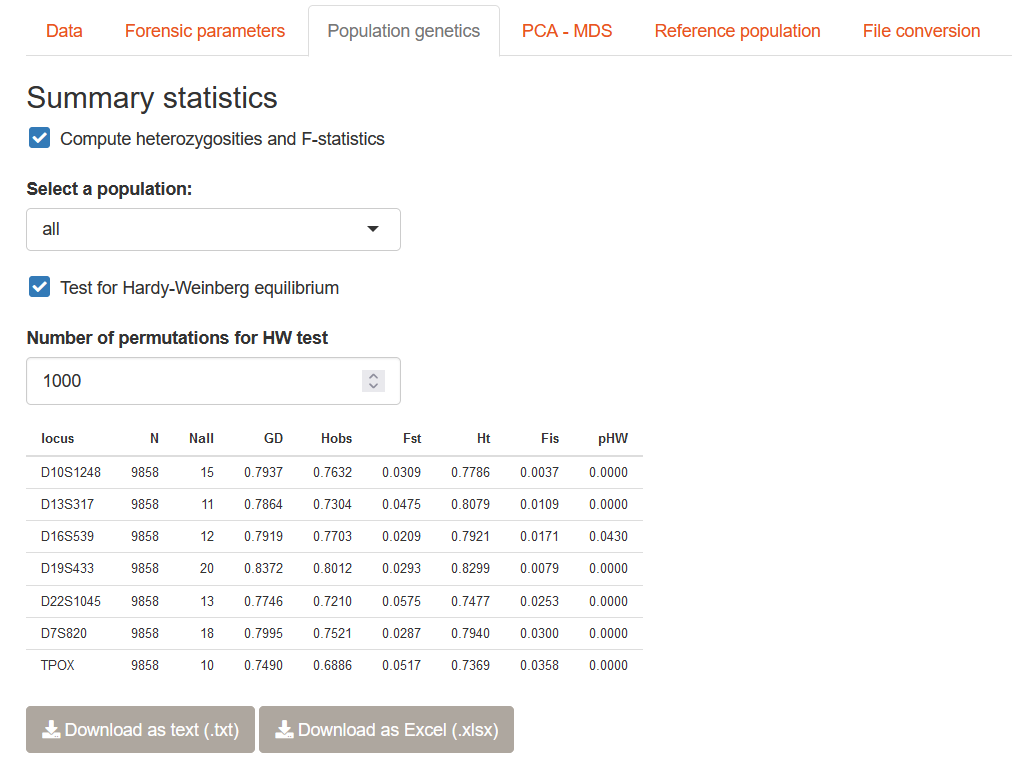 Data Forensic parameters Population genetics PCA - MDS Reference population File conversion
Summary statistics
Compute heterozygosities and F-statistics
Select a population:
all
Test for Hardy-Weinberg equilibrium
Number of permutations for HW test
1000
locus N Nall GD Hobs Fst Ht Fis pHW
D10S1248 9858 15 0.7937 0.7632 0.0309 0.7786 0.0037 0.0000
D13S317 9858 11 0.7864 0.7304 0.0475 0.8079 0.0109 0.0000
D16S539 9858 12 0.7919 0.7703 0.0209 0.7921 0.0171 0.0430
D19S433 9858 20 0.8372 0.8012 0.0293 0.8299 0.0079 0.0000
D22S1045 9858 13 0.7746 0.7210 0.0575 0.7477 0.0253 0.0000
D7S820 9858 18 0.7995 0.7521 0.0287 0.7940 0.0300 0.0000
TPOX 9858 10 0.7490 0.6886 0.0517 0.7369 0.0358 0.0000
Download as text (.txt) Download as Excel (.xlsx)